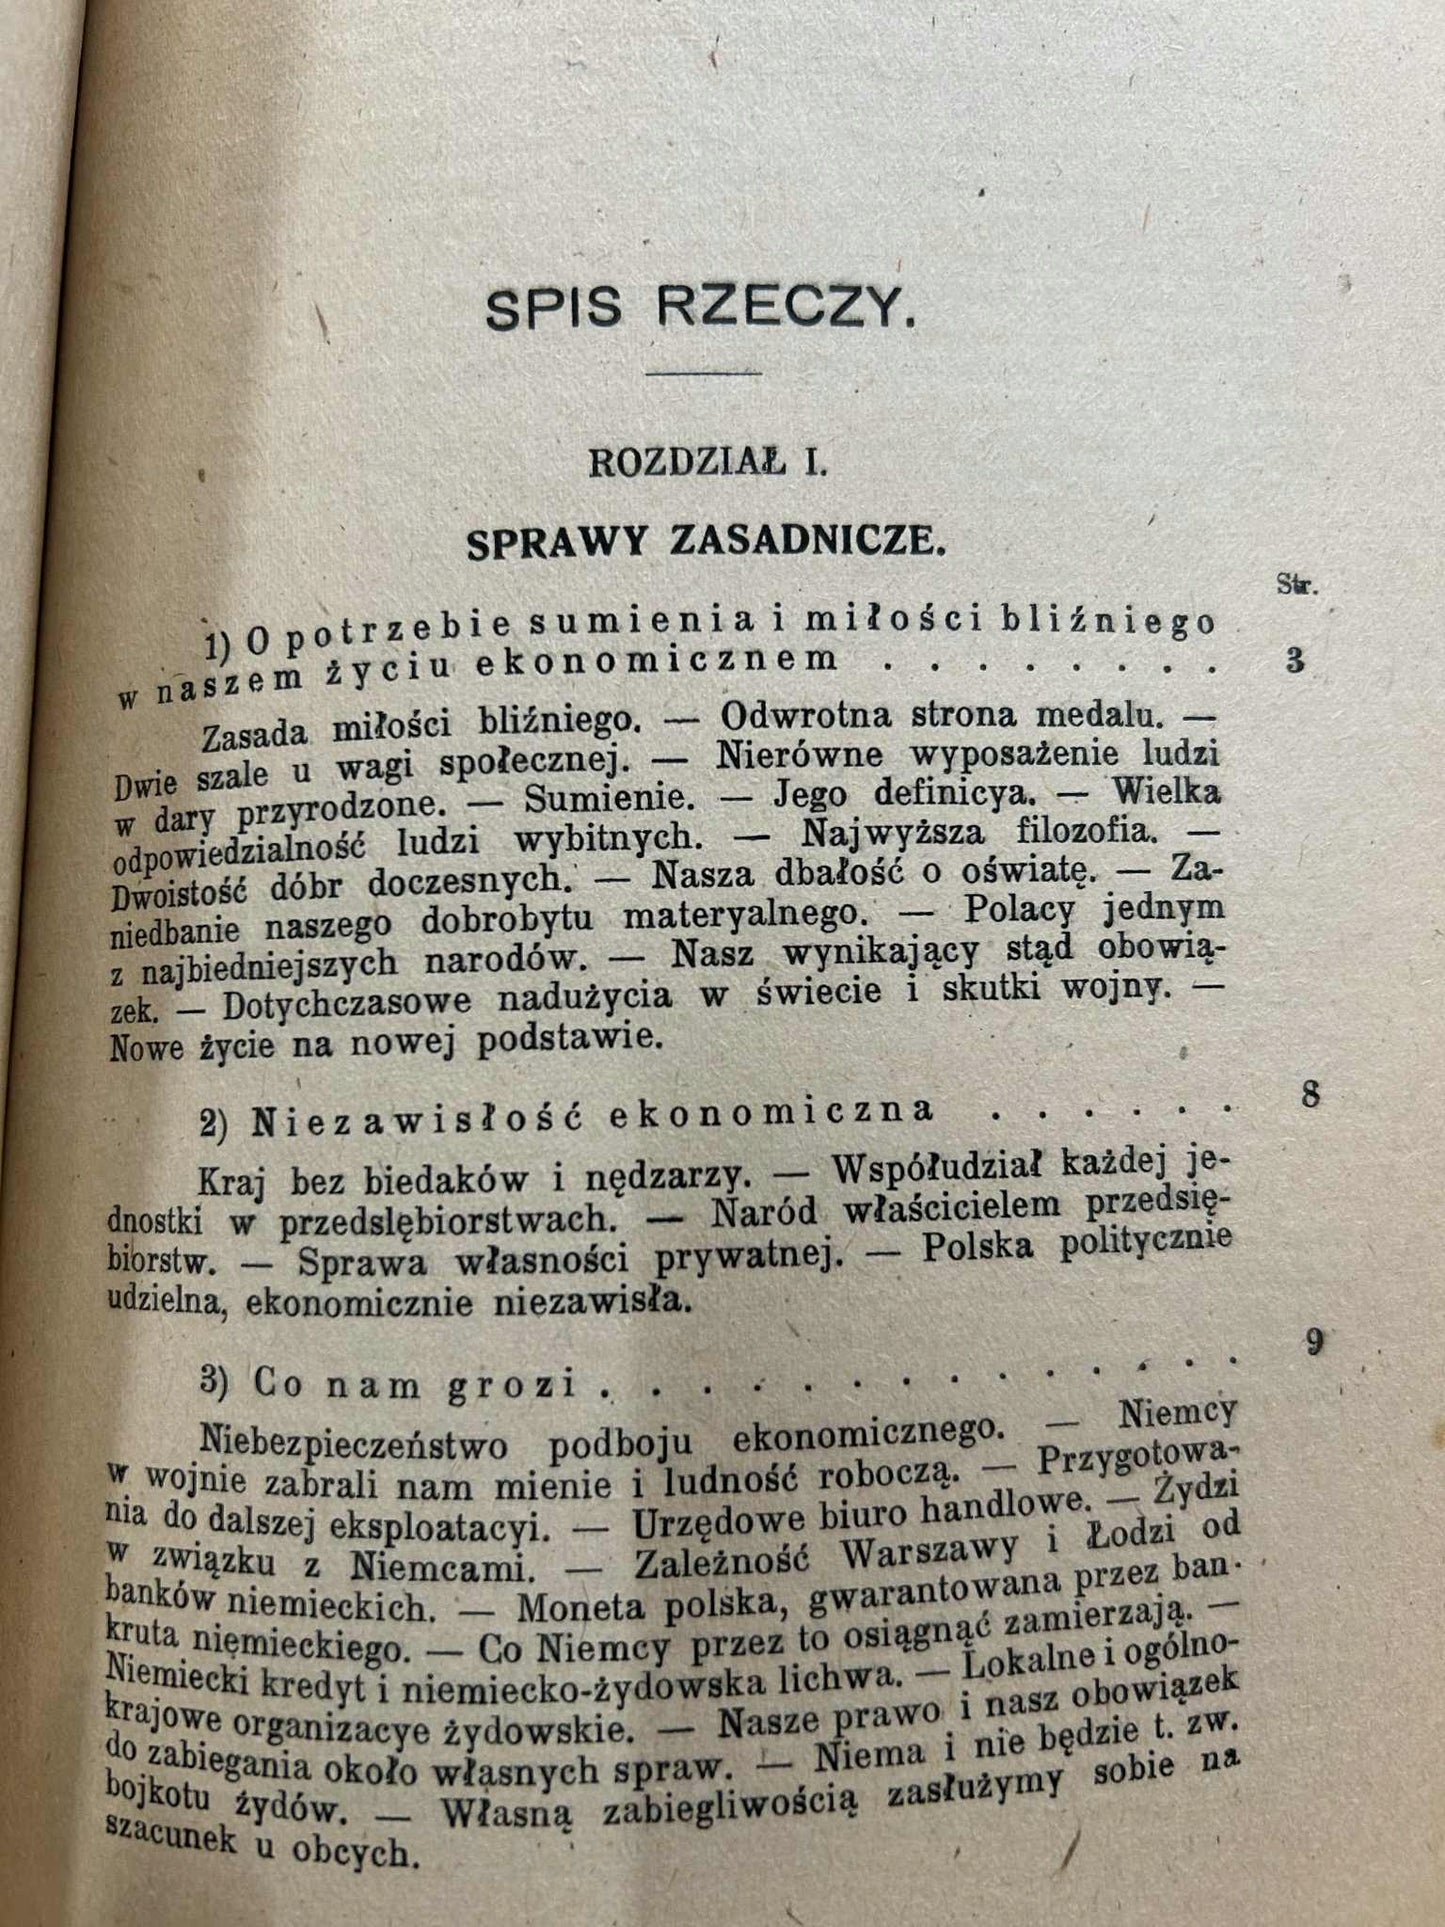 SPIS RZECZY.
ROZDZIAŁ I.
SPRAWY ZASADNICZE.
Str.
1) O potrzebie sumienia i miłości bliźniego
w naszem życiu ekonomicznem . . . . . . . . 3
Zasada miłości bliźniego. — Odwrotna strona medalu. —
Dwie szale u wagi społecznej. — Nierówne wyposażenie ludzi
w dary przyrodzone. — Sumienie. — Jego definicya. — Wielka
odpowiedzialność ludzi wybitnych. — Najwyższa filozofia. —
Dwoistość dóbr doczesnych. — Nasza dbałość o oświatę. — Za-
niedbanie naszego dobrobytu materyalnego. — Polacy jednym
z najbiedniejszych narodów. — Nasz wynikający stąd obowią-
zek. — Dotychczasowe nadużycia w świecie i skutki wojny. —
Nowe życie na nowej podstawie.
2) Niezawisłość ekonomiczna . . . . . . 8
Kraj bez biedaków i nędzarzy. — Współudział każdej je-
dnostki w przedslębiorstwach. — Naród właścicielem przedsię-
biorstw. — Sprawa własności prywatnej. — Polska politycznie
udzielna, ekonomicznie niezawisła.
3) Co nam grozi . . . . . . . . . . . . . . 9
Niebezpieczeństwo podboju ekonomicznego. — Niemcy
w wojnie zabrali nam mienie i ludność roboczą. — Przygotowa-
nia do dalszej eksploatacyi. — Urzędowe biuro handlowe. — Żydzi
w związku z Niemcami. — Zależność Warszawy i Łodzi od
banków niemieckich. — Moneta polska, gwarantowana przez ban-
kruta niemieckiego. — Co Niemcy przez to osiągnąć zamierzają. —
Niemiecki kredyt i niemiecko-żydowska lichwa. — Lokalne i ogólno-
krajowe organizacye żydowskie. — Nasze prawo i nasz obowiązek
do zabiegania około własnych spraw. — Niema i nie będzie t. zw.
bojkotu żydów. — Własną zabiegliwością zasłużymy sobie na
szacunek u obcych.